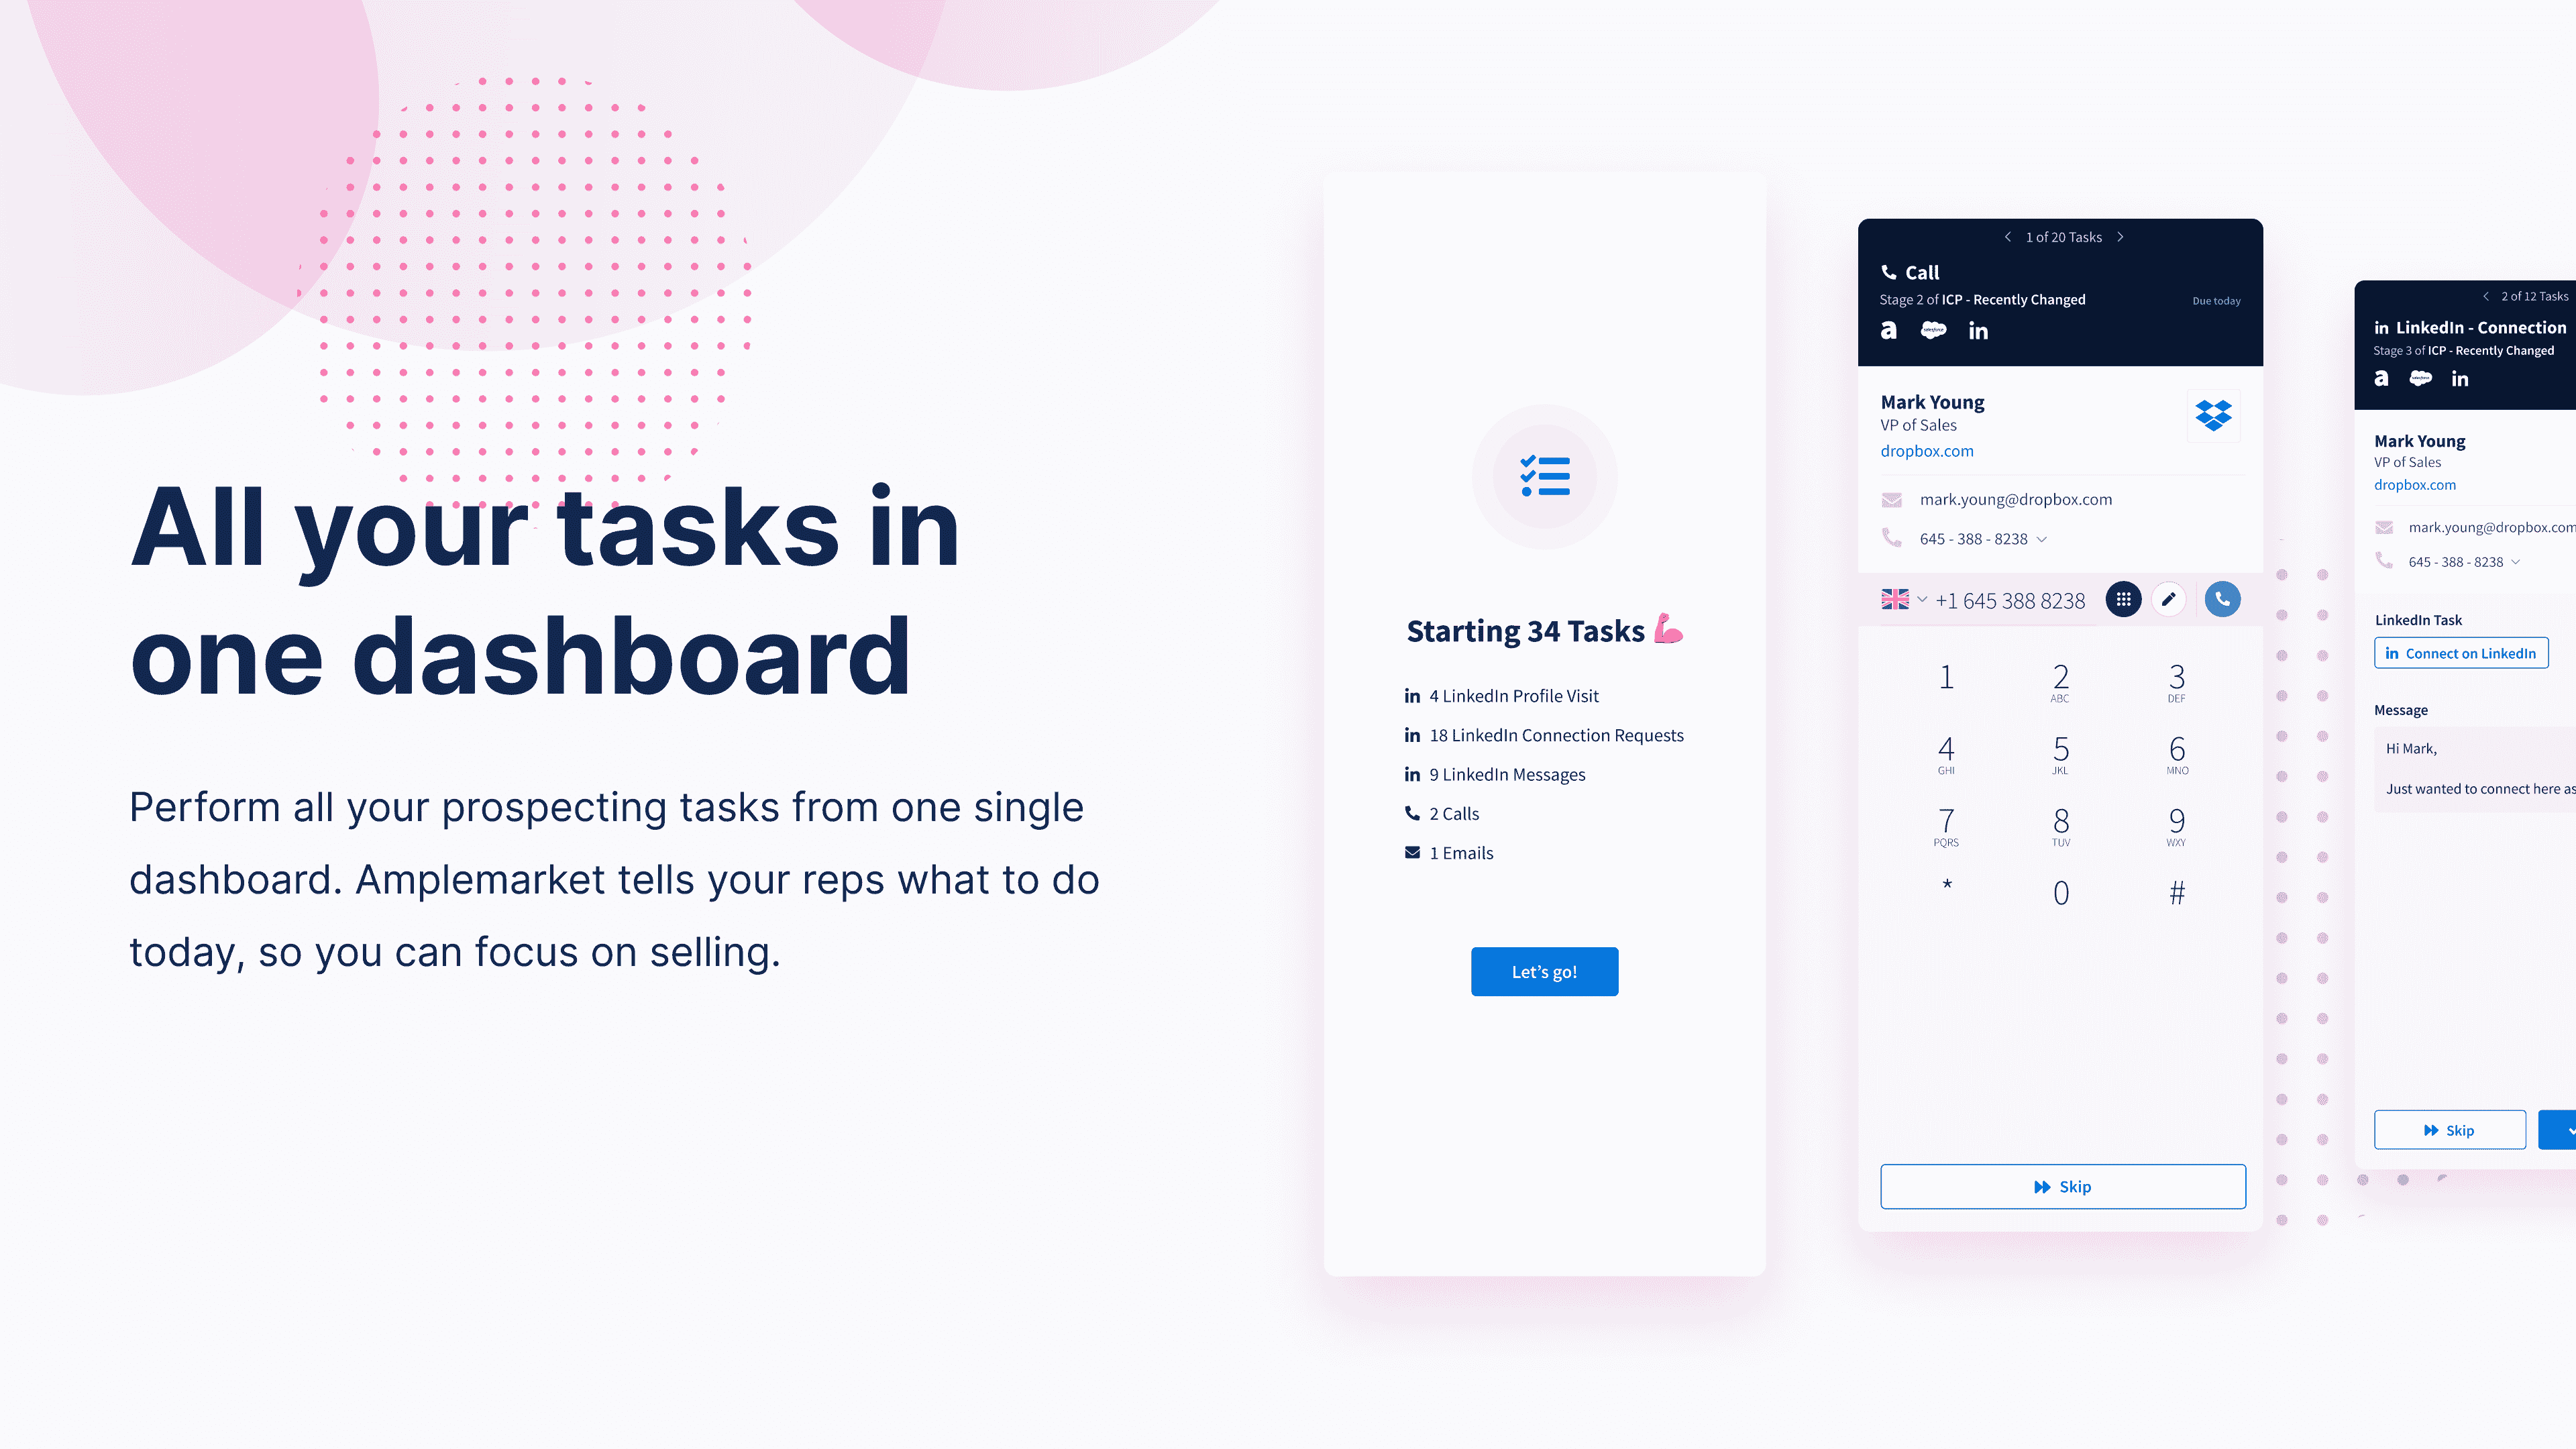 All your tasks in
one dashboard
Perform all your prospecting tasks from one single
dashboard. Amplemarket tells your reps what to do
today, so you can focus on selling.
Starting 34 Tasks
4 LinkedIn Profile Visit
18 LinkedIn Connection Requests
9 LinkedIn Messages
2 Calls
1 Emails
Let's go!
1 of 20 Tasks
Call
Stage 2 of ICP - Recently Changed
Due today
a salesforce in
Mark Young
VP of Sales
dropbox.com
mark.young@dropbox.com
645 - 388 - 8238
+1 645 388 8238
1 2 3
ABC DEF
4 5 6
GHI JKL MNO
7 8 9
PQRS TUV WXY
* 0 #
Skip
2 of 12 Tasks
in LinkedIn - Connection
Stage 3 of ICP - Recently Changed
a salesforce in
Mark Young
VP of Sales
dropbox.com
mark.young@dropbox.com
645 - 388 - 8238
LinkedIn Task
in Connect on LinkedIn
Message
Hi Mark,
Just wanted to connect here as
Skip